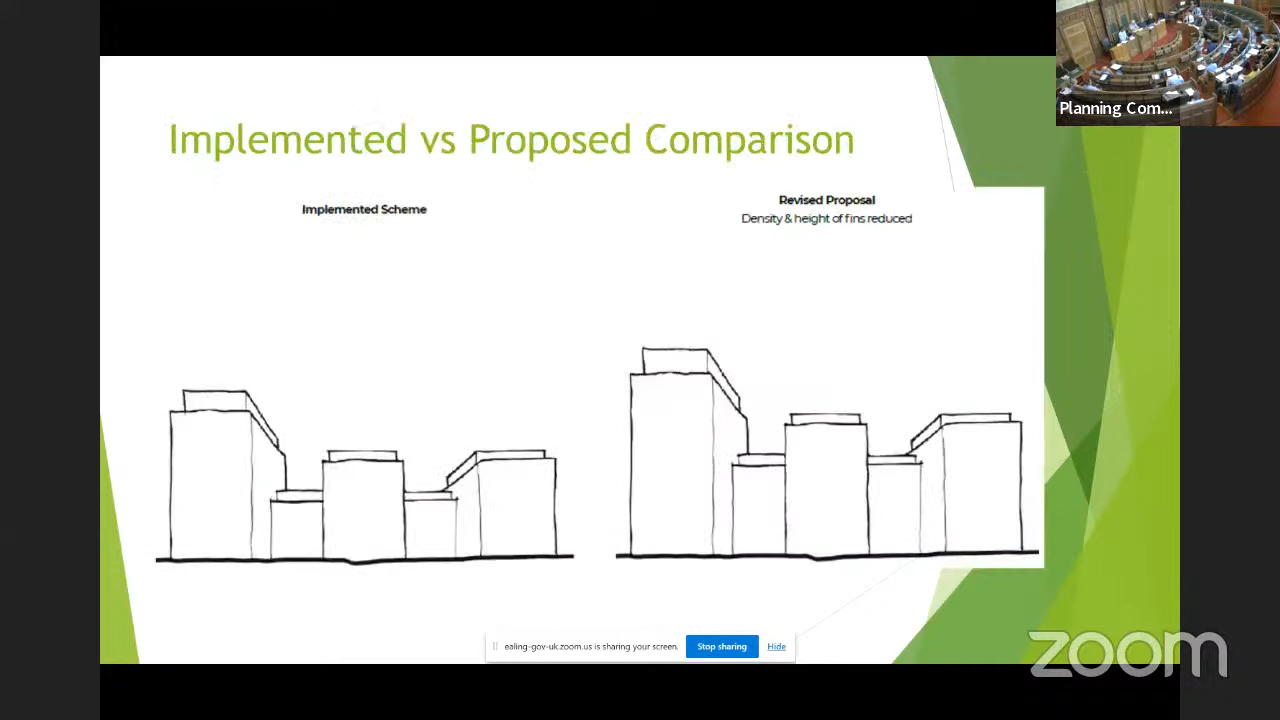 Planning Com...
Implemented vs Proposed Comparison
Implemented Scheme
Revised Proposal
Density & height of fins reduced
ealing-gov-uk.zoom.us is sharing your screen.
Stop sharing
Hide
zoom